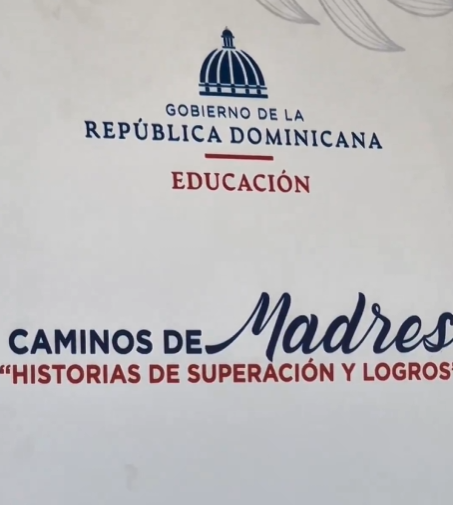 GOBIERNO DE LA
REPÚBLICA DOMINICANA
EDUCACIÓN
CAMINOS DE Madres
“HISTORIAS DE SUPERACIÓN Y LOGROS”